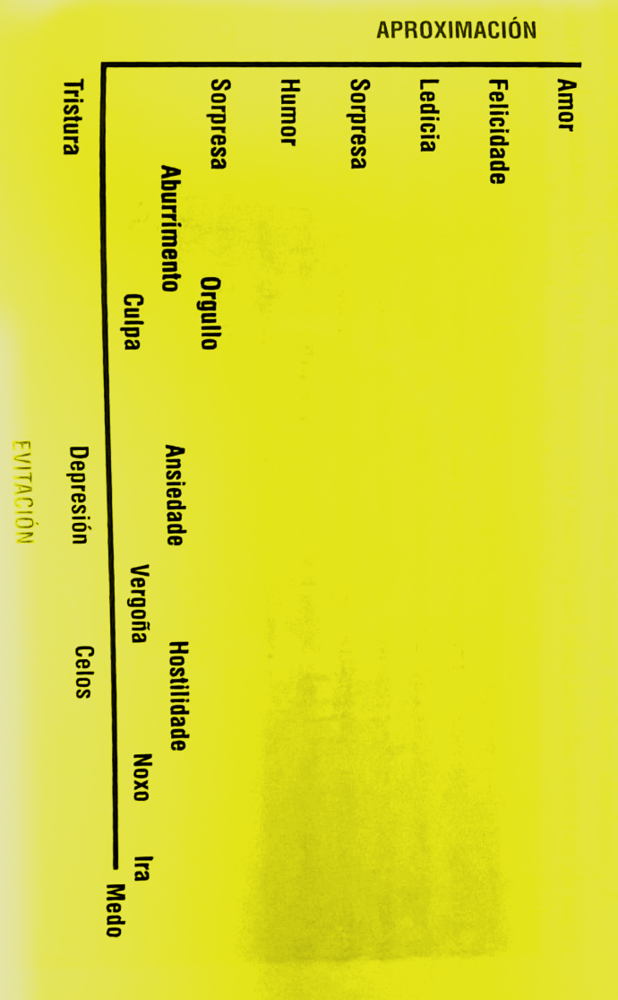 APROXIMACIÓN
Amor
Felicidade
Ledicia
Sorpresa
Humor
Sorpresa
Aburrimento
Orgullo
Culpa
Tristura
Ansiedade
Depresión
Vergoña
Hostilidade
Celos
Noxo
Ira
Medo
EVITACIÓN